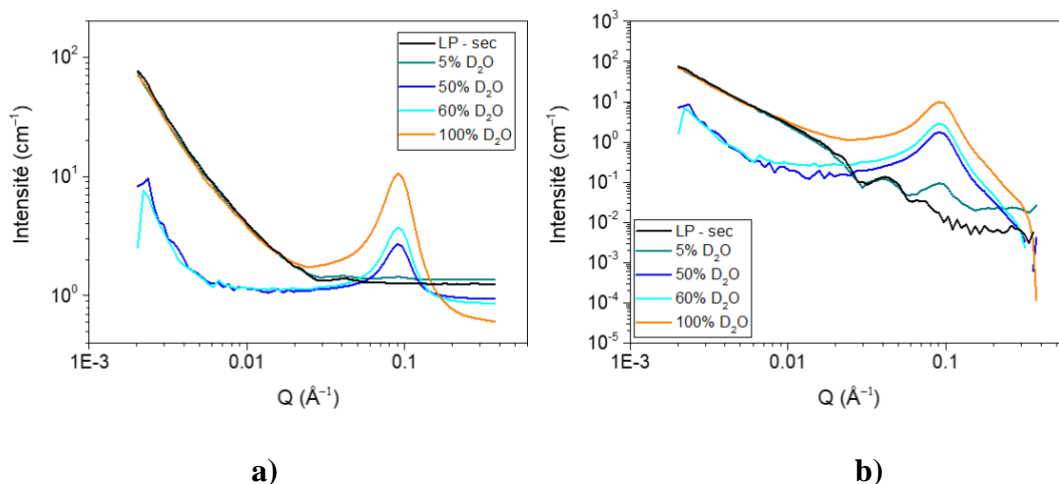 10²
10¹
10⁰
1E-3
0.01
0.1
Q (Å⁻¹)
Intensité (cm⁻¹)
LP - sec
5% D₂O
50% D₂O
60% D₂O
100% D₂O
a)
10³
10²
10¹
10⁰
10⁻¹
10⁻²
10⁻³
10⁻⁴
10⁻⁵
1E-3
0.01
0.1
Q (Å⁻¹)
Intensité (cm⁻¹)
LP - sec
5% D₂O
50% D₂O
60% D₂O
100% D₂O
b)